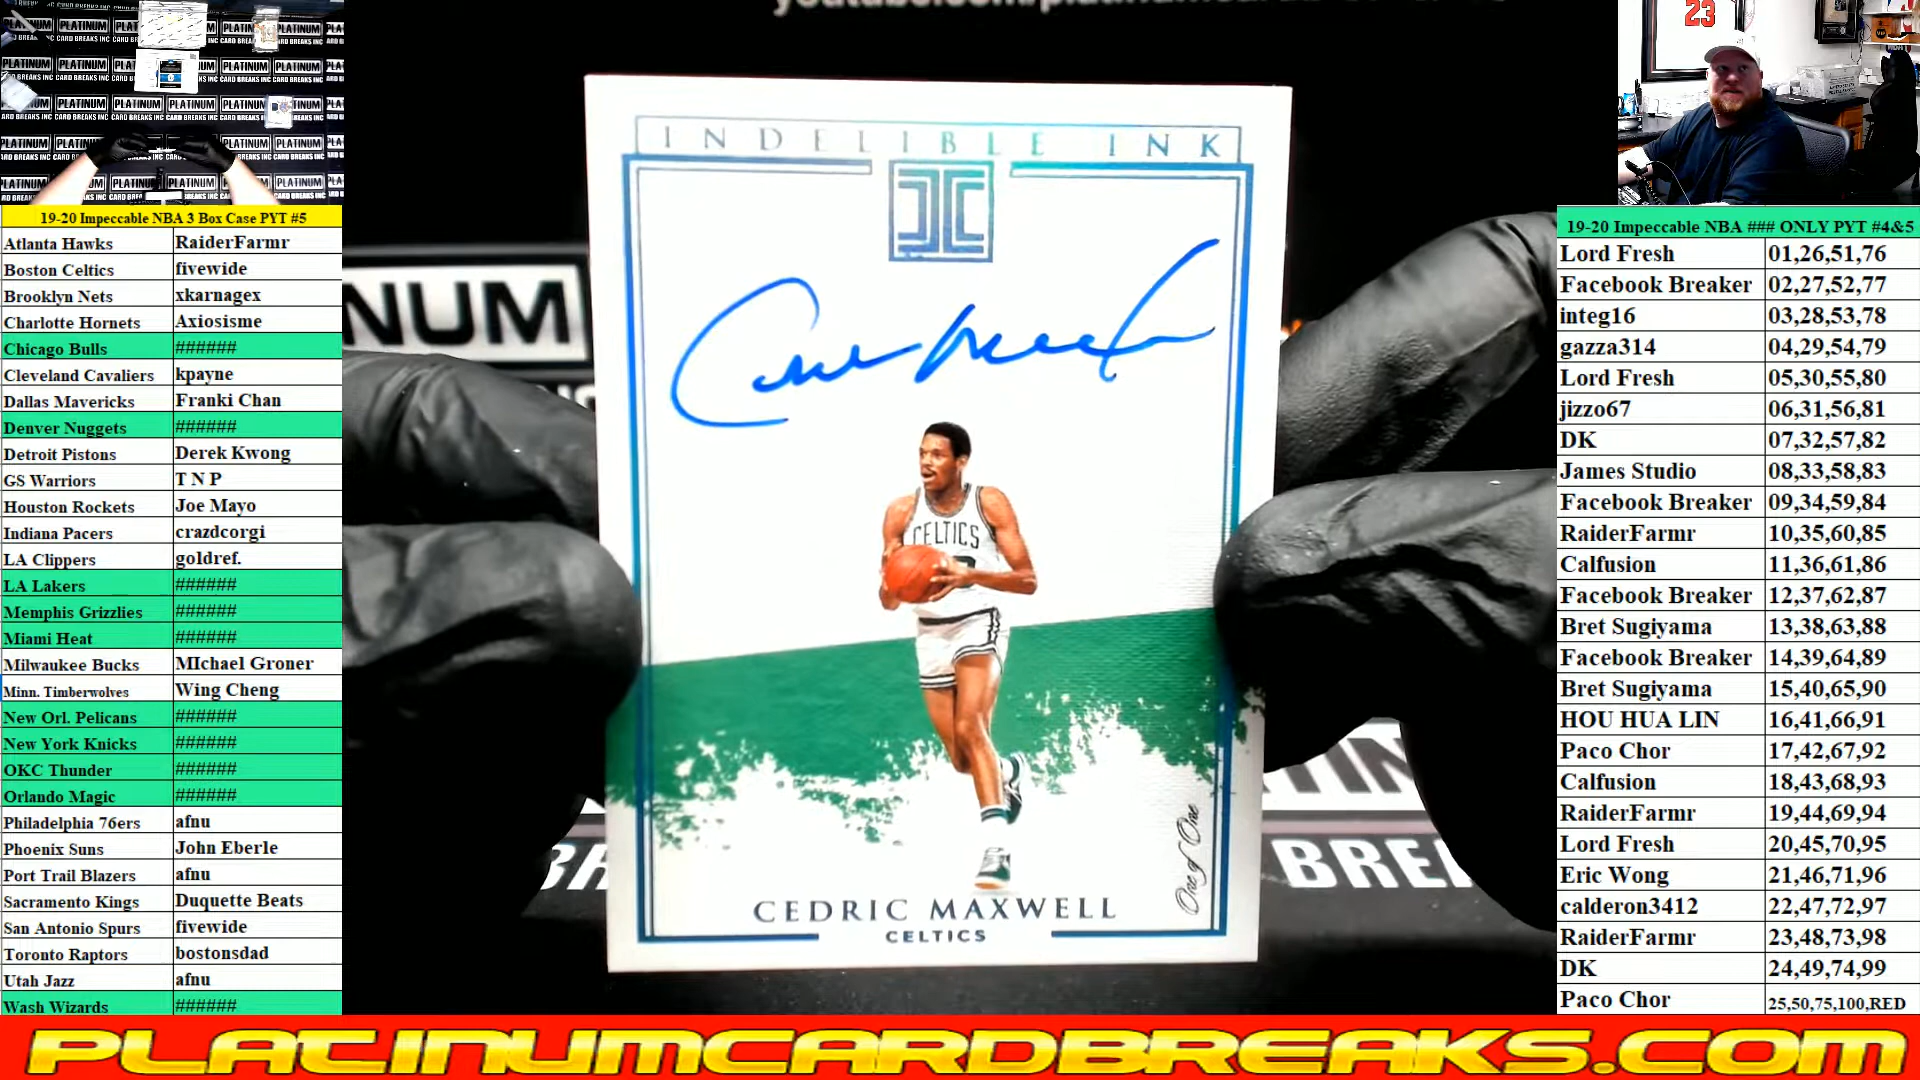 19-20 Impeccable NBA 3 Box Case PYT #5
Atlanta Hawks RaiderFarmr
Boston Celtics fivewide
Brooklyn Nets xkarnagex
Charlotte Hornets Axiosisme
Chicago Bulls ######
Cleveland Cavaliers kpayne
Dallas Mavericks Franki Chan
Denver Nuggets ######
Detroit Pistons Derek Kwong
GS Warriors T N P
Houston Rockets Joe Mayo
Indiana Pacers crazdcorgi
LA Clippers goldref.
LA Lakers ######
Memphis Grizzlies ######
Miami Heat ######
Milwaukee Bucks MIchael Groner
Minn. Timberwolves Wing Cheng
New Orl. Pelicans ######
New York Knicks ######
OKC Thunder ######
Orlando Magic ######
Philadelphia 76ers afnu
Phoenix Suns John Eberle
Port Trail Blazers afnu
Sacramento Kings Duquette Beats
San Antonio Spurs fivewide
Toronto Raptors bostonsdad
Utah Jazz afnu
Wash Wizards ######
INDELIBLE INK
CELTICS
One of One
CEDRIC MAXWELL
CELTICS
23
19-20 Impeccable NBA ### ONLY PYT #4&5
Lord Fresh 01,26,51,76
Facebook Breaker 02,27,52,77
integ16 03,28,53,78
gazza314 04,29,54,79
Lord Fresh 05,30,55,80
jizzo67 06,31,56,81
DK 07,32,57,82
James Studio 08,33,58,83
Facebook Breaker 09,34,59,84
RaiderFarmr 10,35,60,85
Calfusion 11,36,61,86
Facebook Breaker 12,37,62,87
Bret Sugiyama 13,38,63,88
Facebook Breaker 14,39,64,89
Bret Sugiyama 15,40,65,90
HOU HUA LIN 16,41,66,91
Paco Chor 17,42,67,92
Calfusion 18,43,68,93
RaiderFarmr 19,44,69,94
Lord Fresh 20,45,70,95
Eric Wong 21,46,71,96
calderon3412 22,47,72,97
RaiderFarmr 23,48,73,98
DK 24,49,74,99
Paco Chor 25,50,75,100,RED
PLATINUMCARDBREAKS.COM